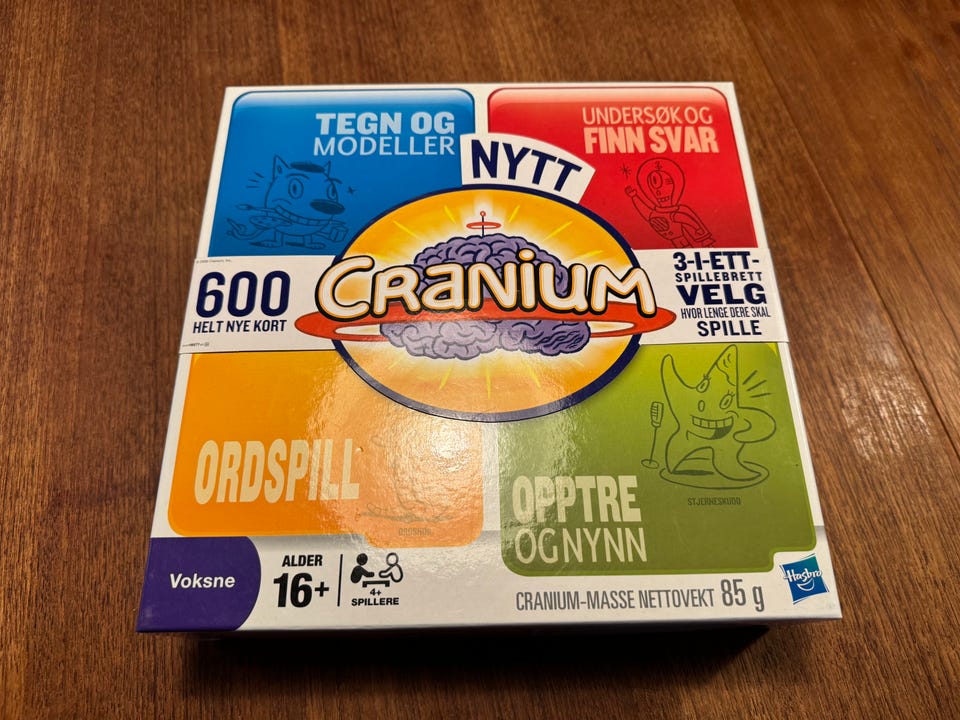 TEGN OG
MODELLER
UNDERSØK OG
FINN SVAR
NYTT
600
HELT NYE KORT
CRANIUM
3-I-ETT-
SPILLEBRETT
VELG
HVOR LENGE DERE SKAL
SPILLE
ORDSPILL
OPPTRE
OG NYNN
STJERNESKUDD
Voksne
ALDER
16+
4+
SPILLERE
CRANIUM-MASSE NETTOVEKT 85 g
Hasbro